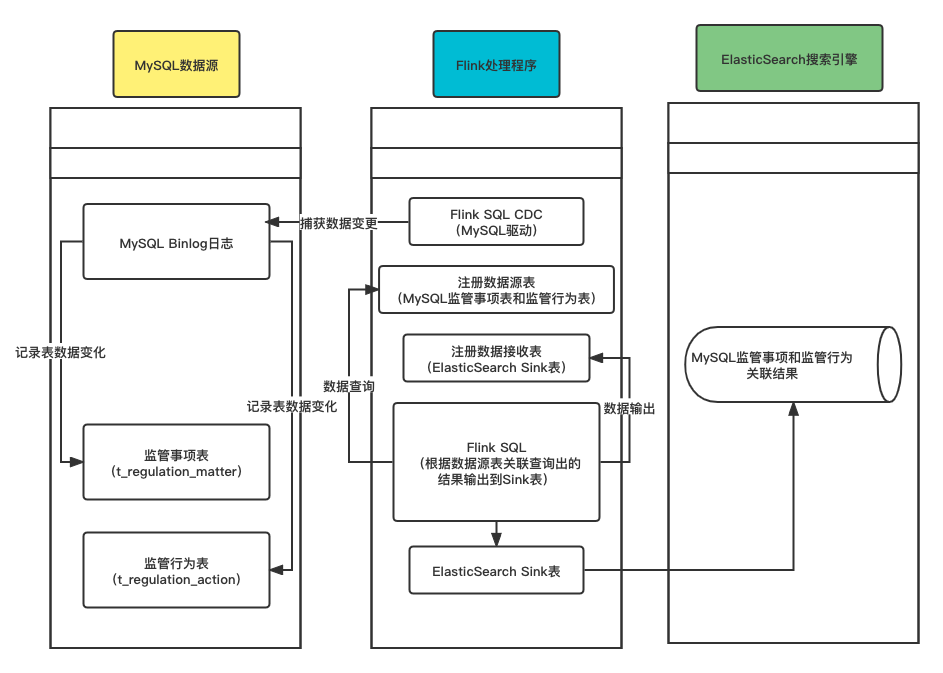 MySQL数据源
Flink处理程序
ElasticSearch搜索引擎
MySQL Binlog日志
捕获数据变更
Flink SQL CDC
（MySQL驱动）
注册数据源表
（MySQL监管事项表和监管行为表）
记录表数据变化
注册数据接收表
（ElasticSearch Sink表）
MySQL监管事项和监管行为
关联结果
数据查询
记录表数据变化
数据输出
监管事项表
（t_regulation_matter）
Flink SQL
（根据数据源表关联查询出的
结果输出到Sink表）
监管行为表
（t_regulation_action）
ElasticSearch Sink表